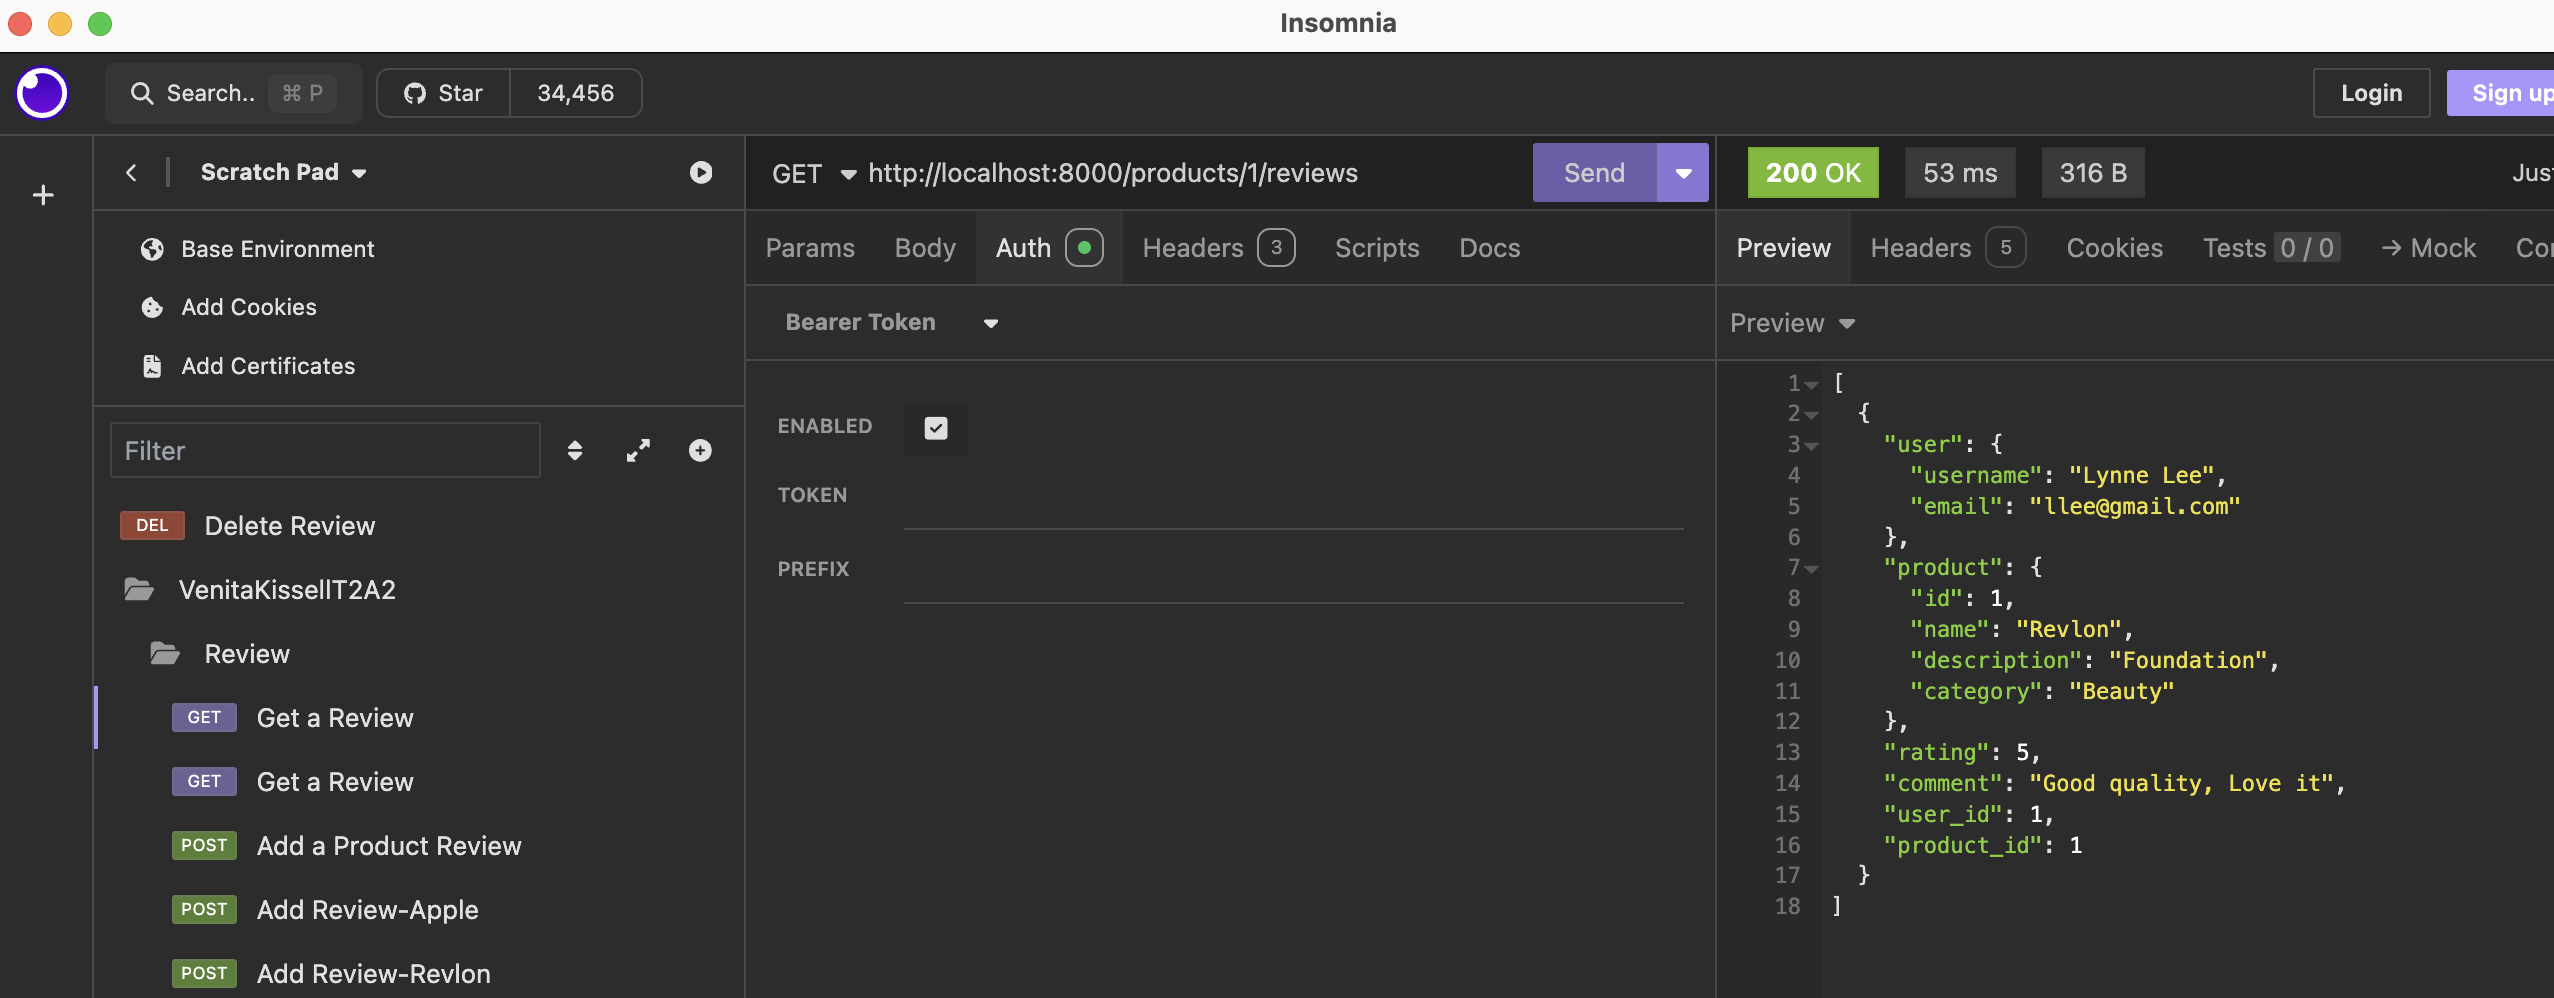 Insomnia
Search.. ⌘ P
Star 34,456
Login
Sign up
Scratch Pad
Base Environment
Add Cookies
Add Certificates
Filter
DEL Delete Review
VenitaKissellT2A2
Review
GET Get a Review
GET Get a Review
POST Add a Product Review
POST Add Review-Apple
POST Add Review-Revlon
GET http://localhost:8000/products/1/reviews Send
Params Body Auth Headers 3 Scripts Docs
Bearer Token
ENABLED
TOKEN
PREFIX
200 OK 53 ms 316 B Jus
Preview Headers 5 Cookies Tests 0 / 0 → Mock Co
Preview
1 [
2 {
3 "user": {
4 "username": "Lynne Lee",
5 "email": "llee@gmail.com"
6 },
7 "product": {
8 "id": 1,
9 "name": "Revlon",
10 "description": "Foundation",
11 "category": "Beauty"
12 },
13 "rating": 5,
14 "comment": "Good quality, Love it",
15 "user_id": 1,
16 "product_id": 1
17 }
18 ]